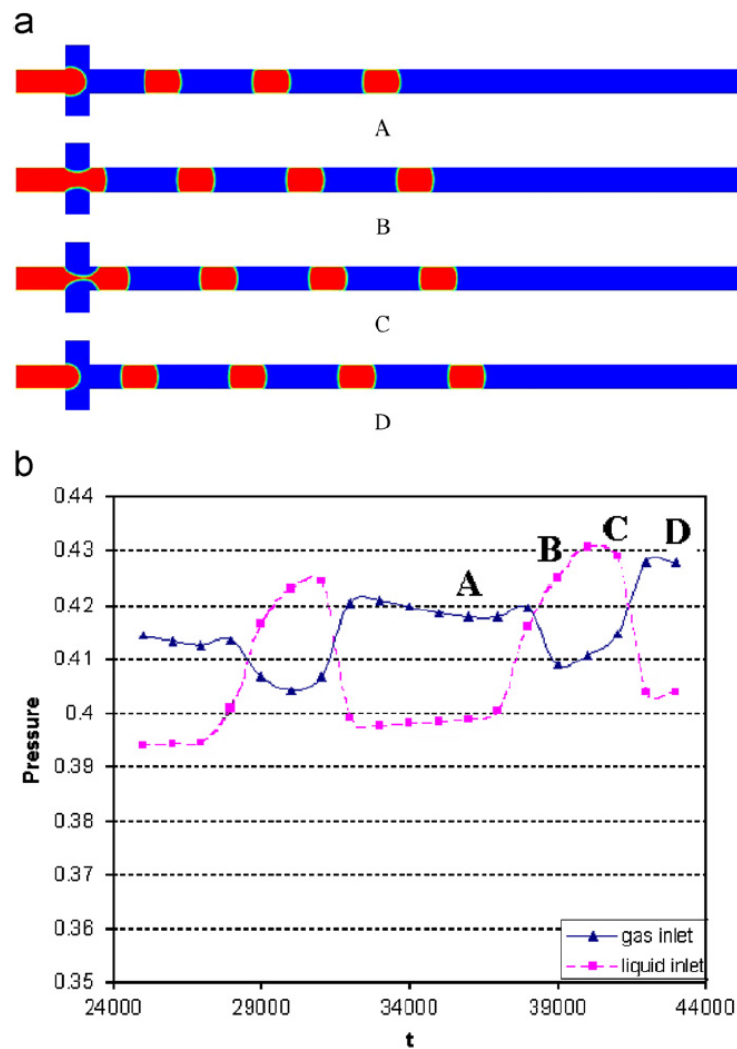 a
A
B
C
D
b
0.44
0.43
0.42
0.41
0.4
0.39
0.38
0.37
0.36
0.35
Pressure
A
B
C
D
gas inlet
liquid inlet
24000 29000 34000 39000 44000
t